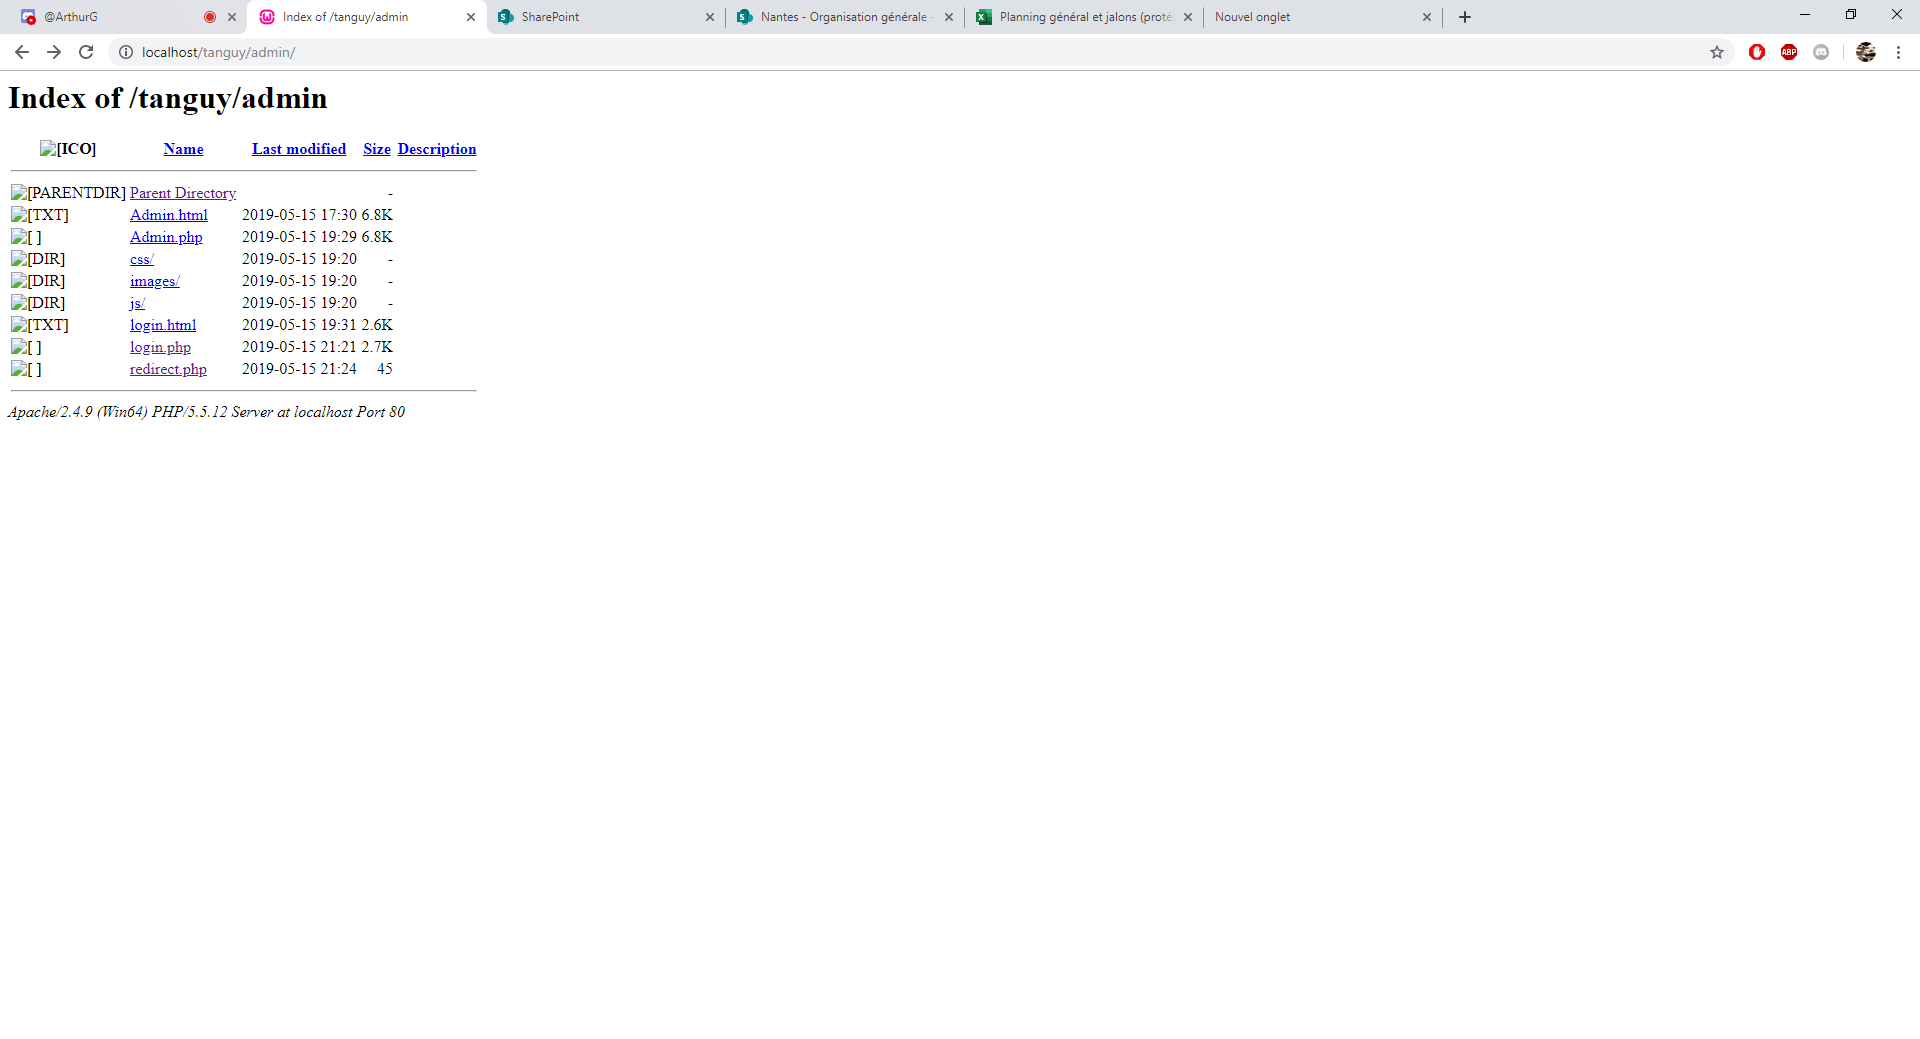 @ArthurG
Index of /tanguy/admin
SharePoint
Nantes - Organisation générale -
Planning général et jalons (proté
Nouvel onglet
localhost/tanguy/admin/
ABP
Index of /tanguy/admin
[ICO] Name Last modified Size Description
[PARENTDIR] Parent Directory -
[TXT] Admin.html 2019-05-15 17:30 6.8K
[ ] Admin.php 2019-05-15 19:29 6.8K
[DIR] css/ 2019-05-15 19:20 -
[DIR] images/ 2019-05-15 19:20 -
[DIR] js/ 2019-05-15 19:20 -
[TXT] login.html 2019-05-15 19:31 2.6K
[ ] login.php 2019-05-15 21:21 2.7K
[ ] redirect.php 2019-05-15 21:24 45
Apache/2.4.9 (Win64) PHP/5.5.12 Server at localhost Port 80